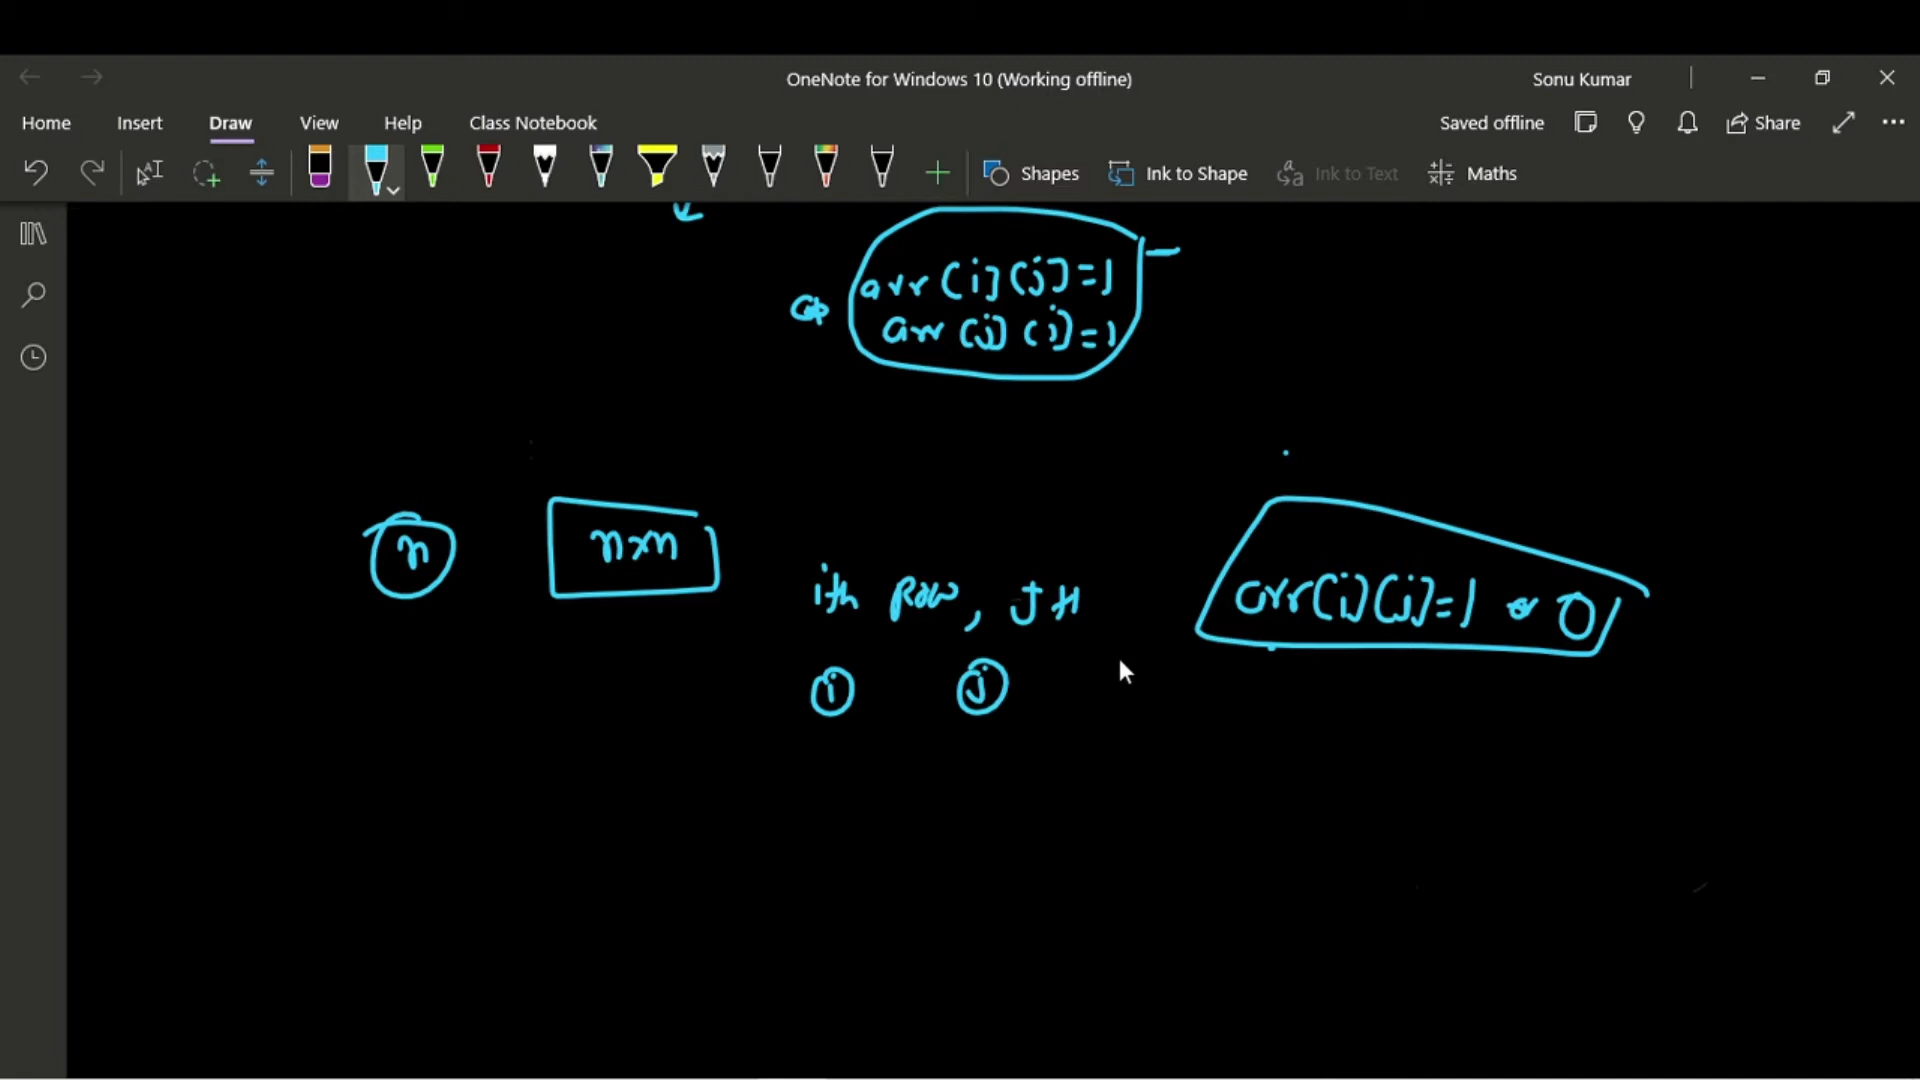 OneNote for Windows 10 (Working offline)
Sonu Kumar
Home Insert Draw View Help Class Notebook
Saved offline Share
Shapes Ink to Shape Ink to Text Maths
arr[i][j]=1
arr[j][i]=1
n
n×n
ith Row, Jth
i j
arr[i][j]=1 or 0